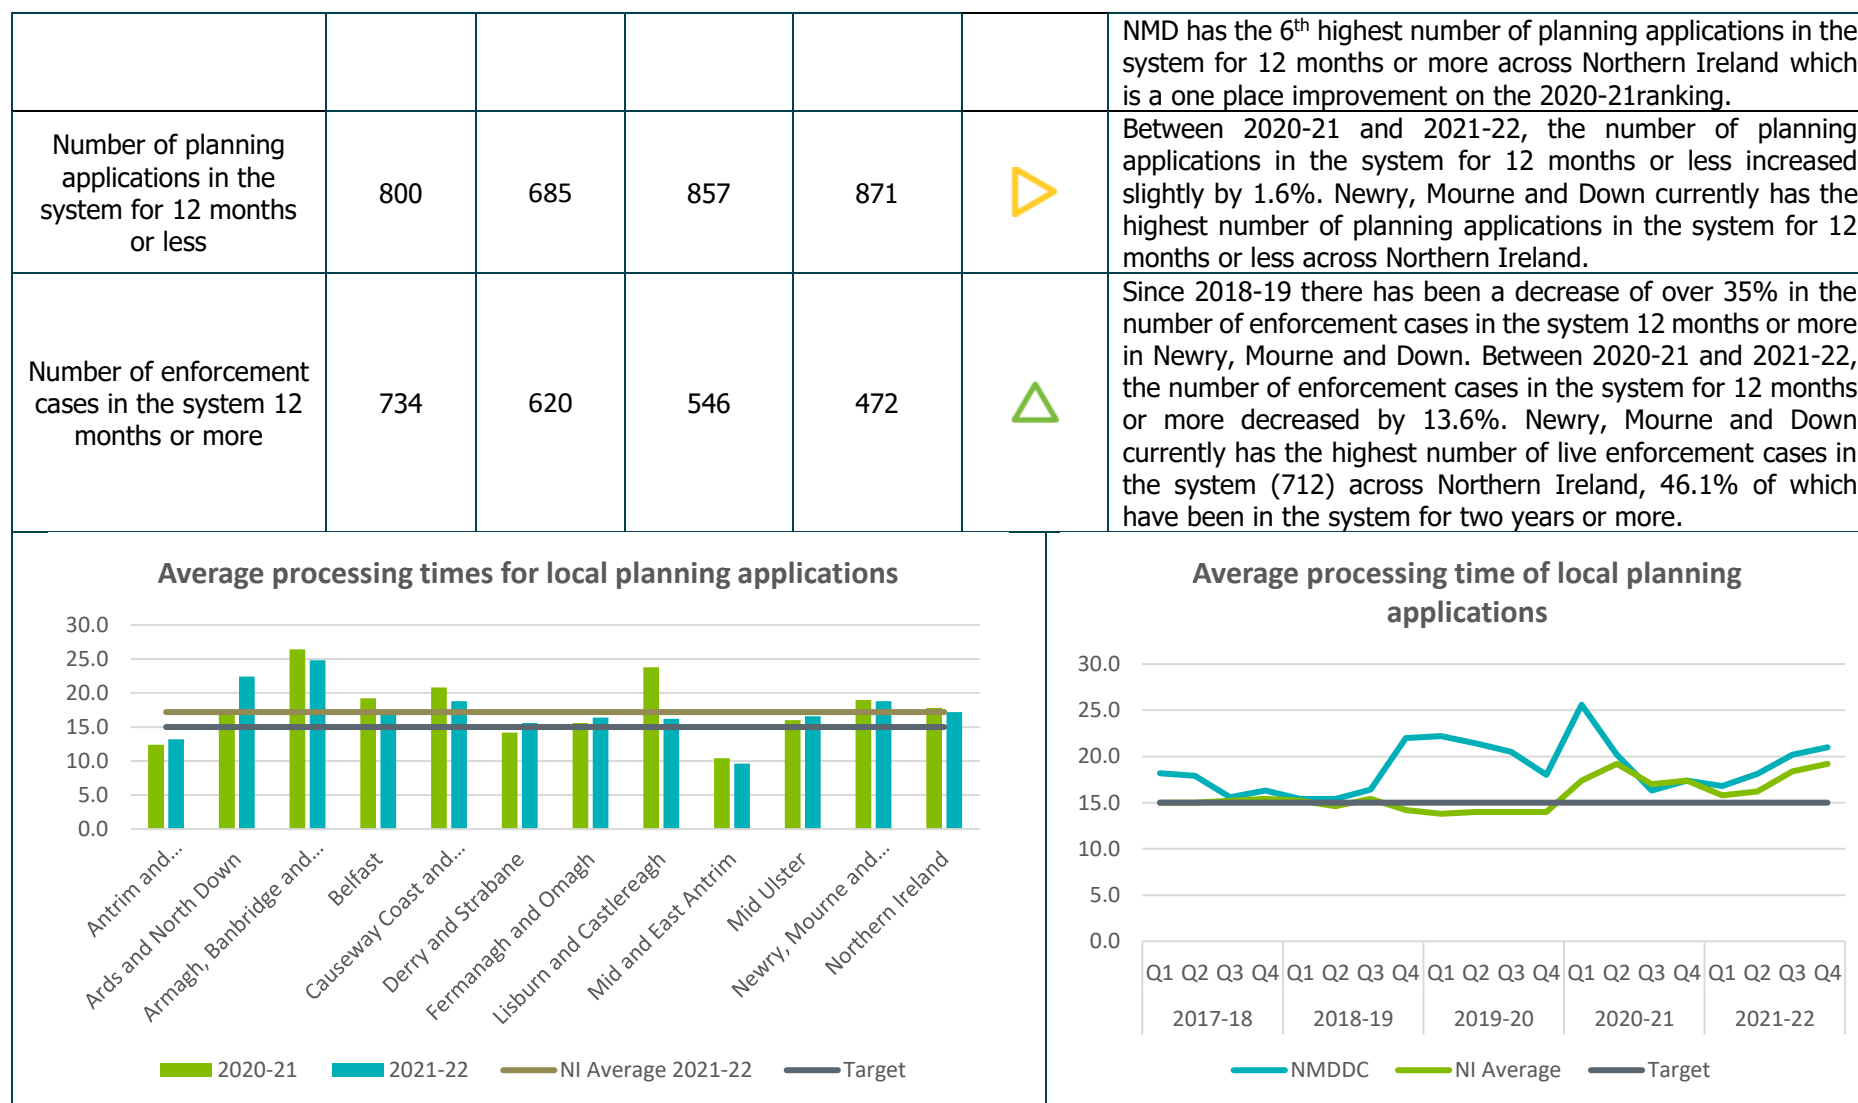 NMD has the 6th highest number of planning applications in the
system for 12 months or more across Northern Ireland which
is a one place improvement on the 2020-21ranking.
Number of planning
applications in the
system for 12 months
or less
800
685
857
871
Between 2020-21 and 2021-22, the number of planning
applications in the system for 12 months or less increased
slightly by 1.6%. Newry, Mourne and Down currently has the
highest number of planning applications in the system for 12
months or less across Northern Ireland.
Number of enforcement
cases in the system 12
months or more
734
620
546
472
Since 2018-19 there has been a decrease of over 35% in the
number of enforcement cases in the system 12 months or more
in Newry, Mourne and Down. Between 2020-21 and 2021-22,
the number of enforcement cases in the system for 12 months
or more decreased by 13.6%. Newry, Mourne and Down
currently has the highest number of live enforcement cases in
the system (712) across Northern Ireland, 46.1% of which
have been in the system for two years or more.
Average processing times for local planning applications
30.0
25.0
20.0
15.0
10.0
5.0
0.0
Antrim and...
Ards and North Down
Armagh, Banbridge and...
Belfast
Causeway Coast and...
Derry and Strabane
Fermanagh and Omagh
Lisburn and Castlereagh
Mid and East Antrim
Mid Ulster
Newry, Mourne and...
Northern Ireland
2020-21 2021-22 NI Average 2021-22 Target
Average processing time of local planning
applications
30.0
25.0
20.0
15.0
10.0
5.0
0.0
Q1 Q2 Q3 Q4 Q1 Q2 Q3 Q4 Q1 Q2 Q3 Q4 Q1 Q2 Q3 Q4 Q1 Q2 Q3 Q4
2017-18 2018-19 2019-20 2020-21 2021-22
NMDDC NI Average Target